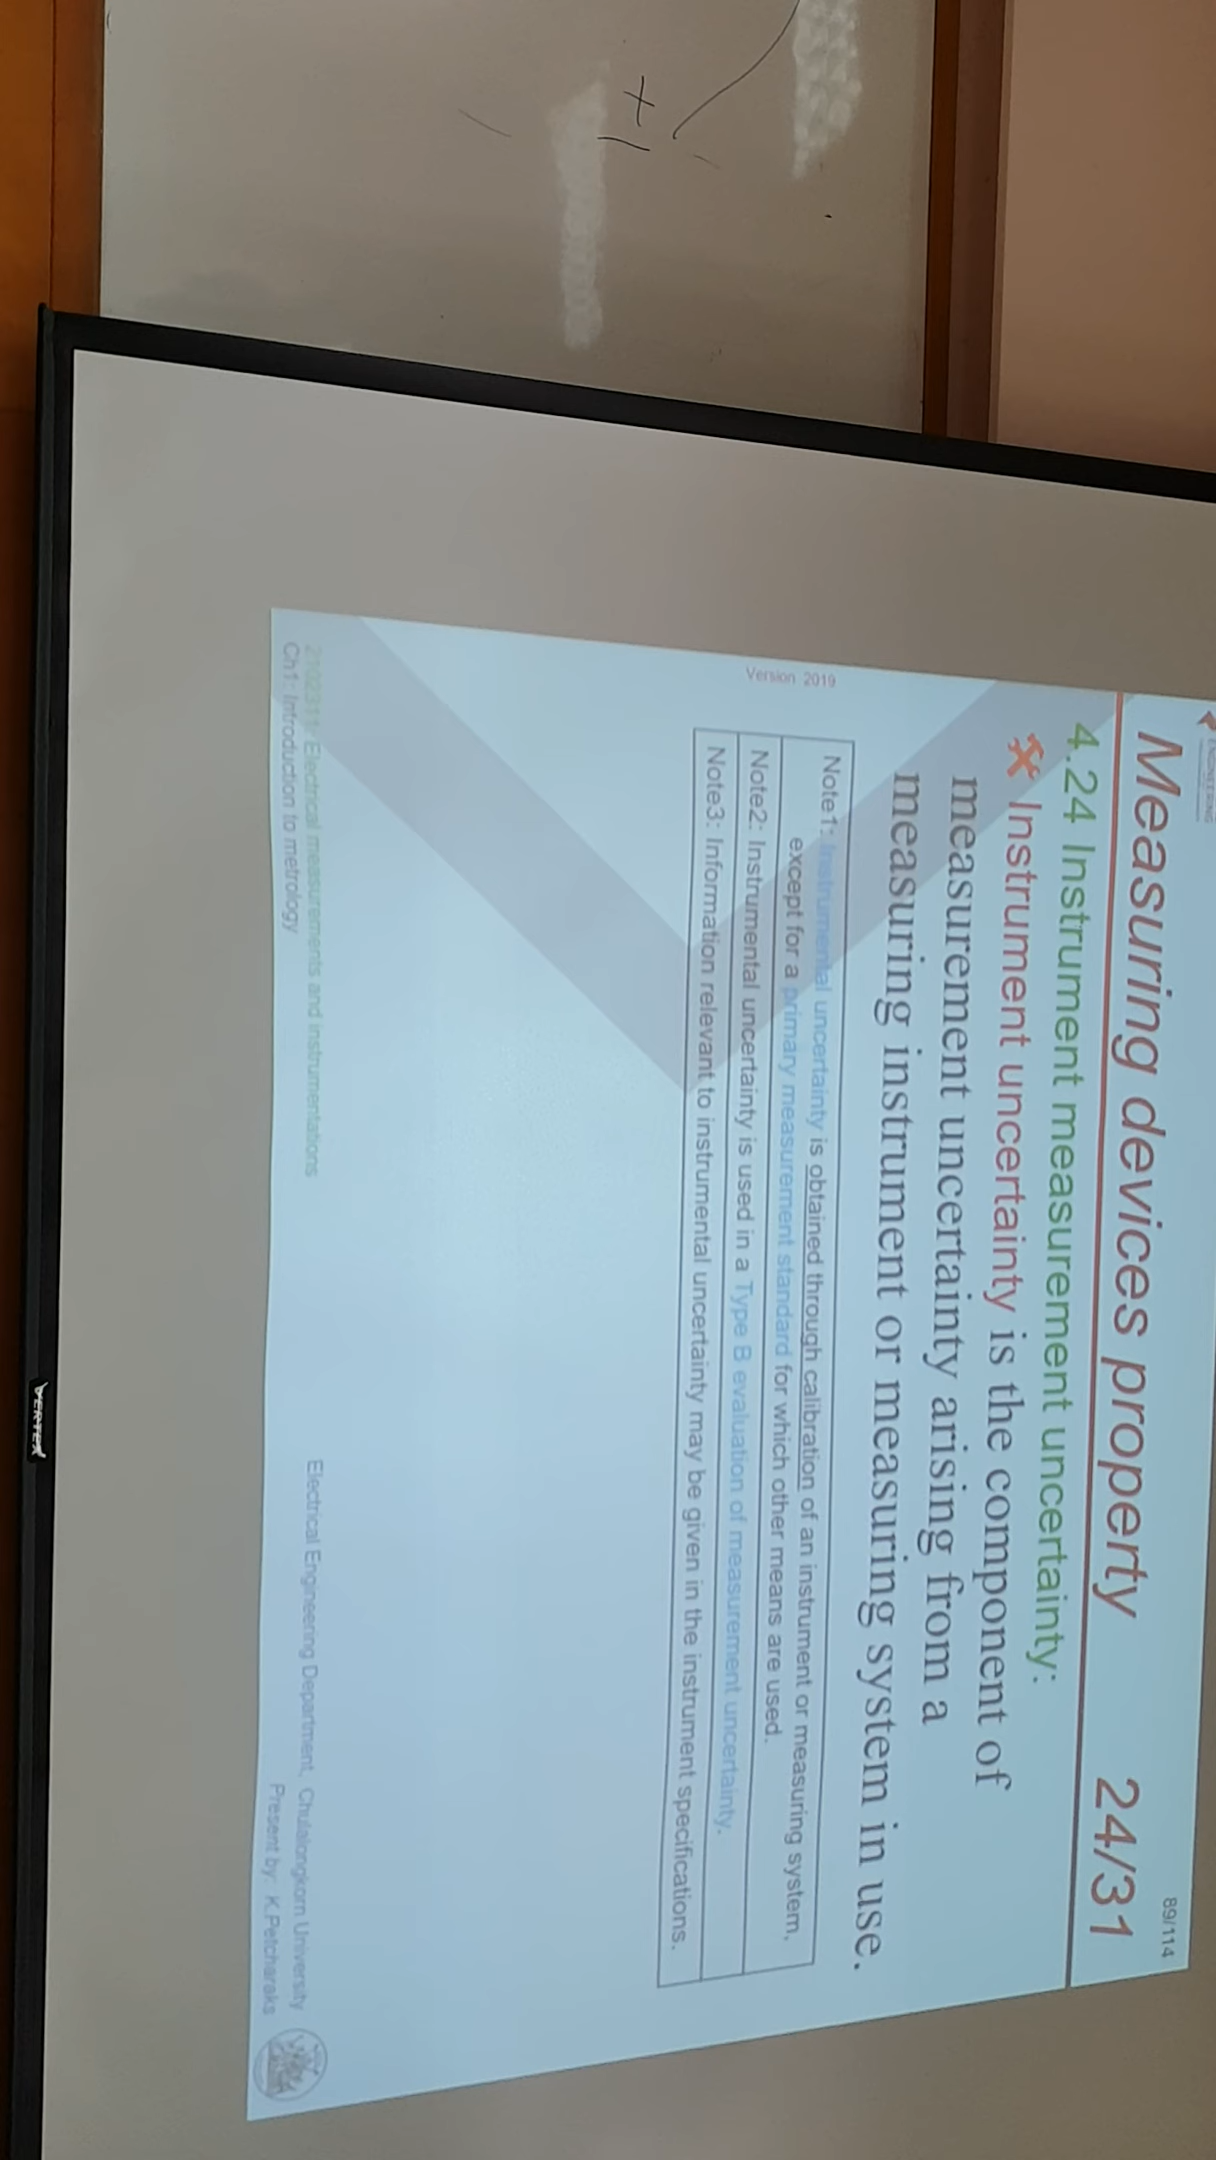 89/114
Measuring devices property 24/31
4.24 Instrument measurement uncertainty:
Instrument uncertainty is the component of
measurement uncertainty arising from a
measuring instrument or measuring system in use.
Note1: Instrumental uncertainty is obtained through calibration of an instrument or measuring system,
except for a primary measurement standard for which other means are used.
Note2: Instrumental uncertainty is used in a Type B evaluation of measurement uncertainty.
Note3: Information relevant to instrumental uncertainty may be given in the instrument specifications.
Version 2019
2102311: Electrical measurements and instrumentations
Ch1: Introduction to metrology
Electrical Engineering Department, Chulalongkorn University
Present by: K.Petcharaks
VERTEX